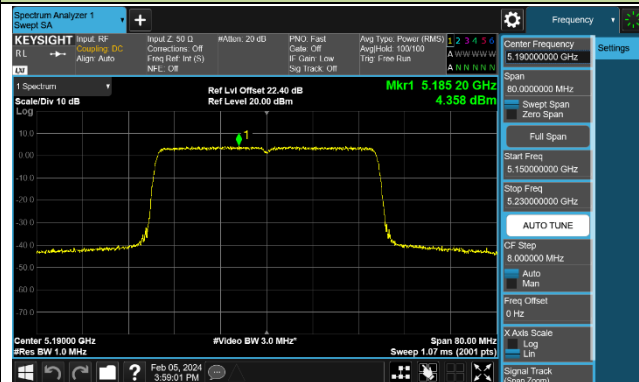 Spectrum Analyzer 1
Swept SA
+
Frequency
KEYSIGHT
RL
LXI
Input: RF
Coupling: DC
Align: Auto
Input Z: 50 Ω
Corrections: Off
Freq Ref: Int (S)
NFE: Off
#Atten: 20 dB
PNO: Fast
Gate: Off
IF Gain: Low
Sig Track: Off
Avg Type: Power (RMS)
Avg|Hold: 100/100
Trig: Free Run
1 2 3 4 5 6
A W W W W W
A N N N N N
1 Spectrum
Scale/Div 10 dB
Ref Lvl Offset 22.40 dB
Ref Level 20.00 dBm
Mkr1 5.185 20 GHz
4.358 dBm
Log
10.0
0.00
-10.0
-20.0
-30.0
-40.0
-50.0
-60.0
-70.0
1
Center 5.19000 GHz
#Res BW 1.0 MHz
#Video BW 3.0 MHz*
Span 80.00 MHz
Sweep 1.07 ms (2001 pts)
Center Frequency
5.190000000 GHz
Settings
Span
80.0000000 MHz
Swept Span
Zero Span
Full Span
Start Freq
5.150000000 GHz
Stop Freq
5.230000000 GHz
AUTO TUNE
CF Step
8.000000 MHz
Auto
Man
Freq Offset
0 Hz
X Axis Scale
Log
Lin
Signal Track
(Span Zoom)
?
Feb 05, 2024
3:59:01 PM